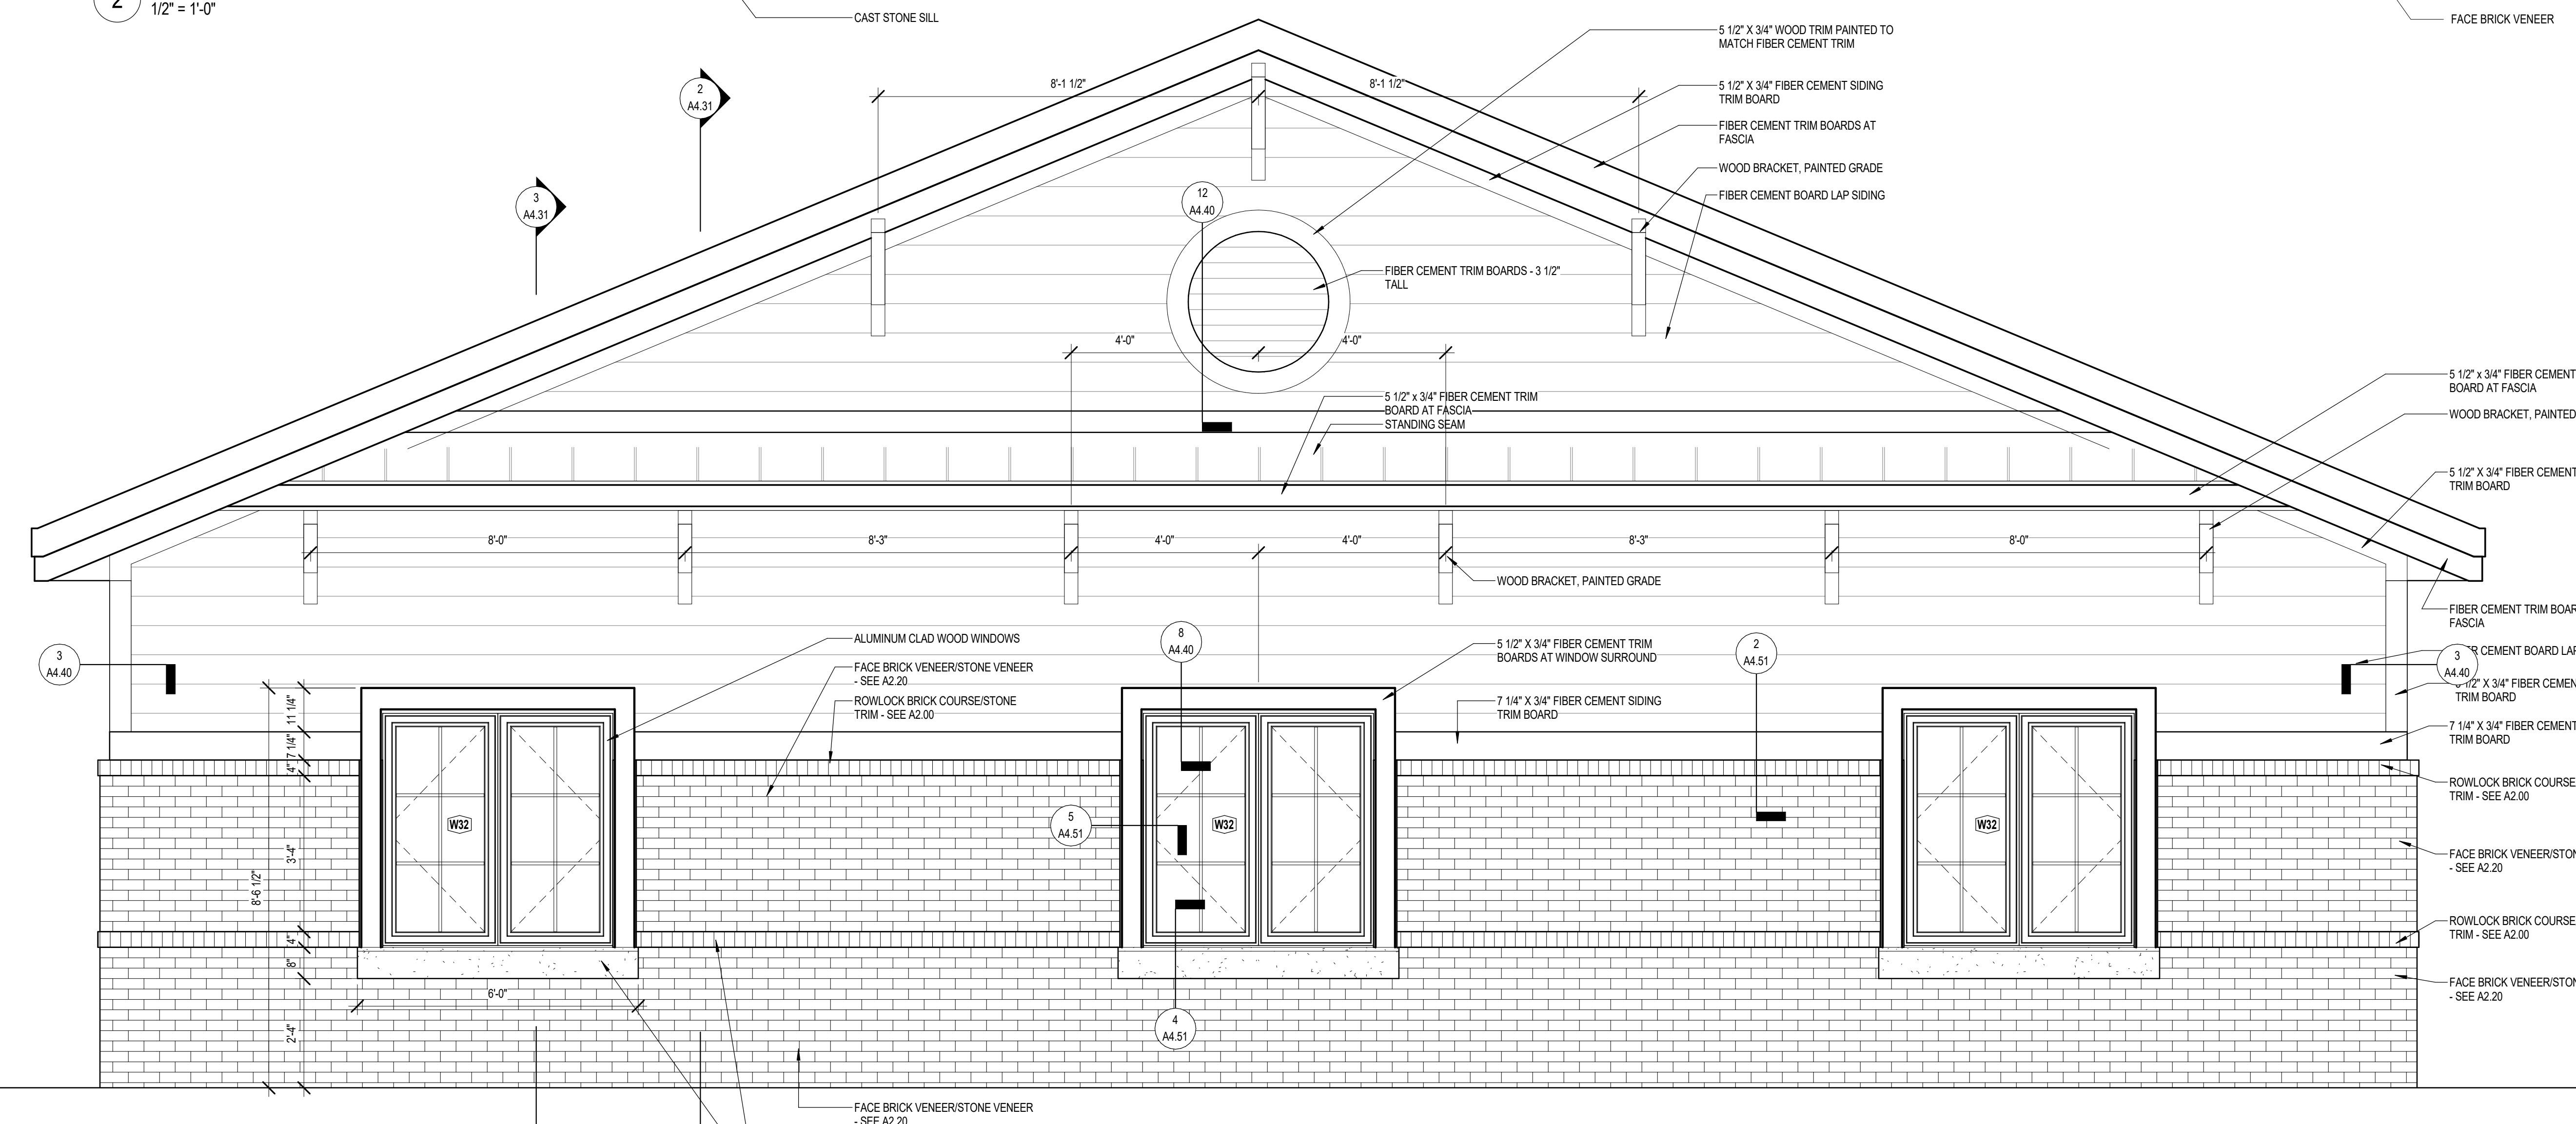 2
1/2" = 1'-0"
CAST STONE SILL
FACE BRICK VENEER
5 1/2" X 3/4" WOOD TRIM PAINTED TO
MATCH FIBER CEMENT TRIM
8'-1 1/2"
8'-1 1/2"
5 1/2" X 3/4" FIBER CEMENT SIDING
TRIM BOARD
2
A4.31
FIBER CEMENT TRIM BOARDS AT
FASCIA
WOOD BRACKET, PAINTED GRADE
FIBER CEMENT BOARD LAP SIDING
3
A4.31
12
A4.40
FIBER CEMENT TRIM BOARDS - 3 1/2"
TALL
4'-0"
4'-0"
5 1/2" x 3/4" FIBER CEMENT TRIM
BOARD AT FASCIA
STANDING SEAM
5 1/2" x 3/4" FIBER CEMENT
BOARD AT FASCIA
WOOD BRACKET, PAINTED
5 1/2" X 3/4" FIBER CEMENT
TRIM BOARD
8'-0"
8'-3"
4'-0"
4'-0"
8'-3"
8'-0"
WOOD BRACKET, PAINTED GRADE
FIBER CEMENT TRIM BOAR
FASCIA
3
A4.40
ALUMINUM CLAD WOOD WINDOWS
FACE BRICK VENEER/STONE VENEER
- SEE A2.20
ROWLOCK BRICK COURSE/STONE
TRIM - SEE A2.00
8
A4.40
5 1/2" X 3/4" FIBER CEMENT TRIM
BOARDS AT WINDOW SURROUND
7 1/4" X 3/4" FIBER CEMENT SIDING
TRIM BOARD
2
A4.51
CEMENT BOARD LAP
3
A4.40
1/2" X 3/4" FIBER CEMEN
TRIM BOARD
7 1/4" X 3/4" FIBER CEMENT
TRIM BOARD
ROWLOCK BRICK COURSE
TRIM - SEE A2.00
11 1/4"
7 1/4"
4"
3'-4"
8'-6 1/2"
4"
8"
2'-4"
W32
5
A4.51
W32
W32
FACE BRICK VENEER/STON
- SEE A2.20
ROWLOCK BRICK COURSE
TRIM - SEE A2.00
FACE BRICK VENEER/STON
- SEE A2.20
6'-0"
4
A4.51
FACE BRICK VENEER/STONE VENEER
- SEE A2.20